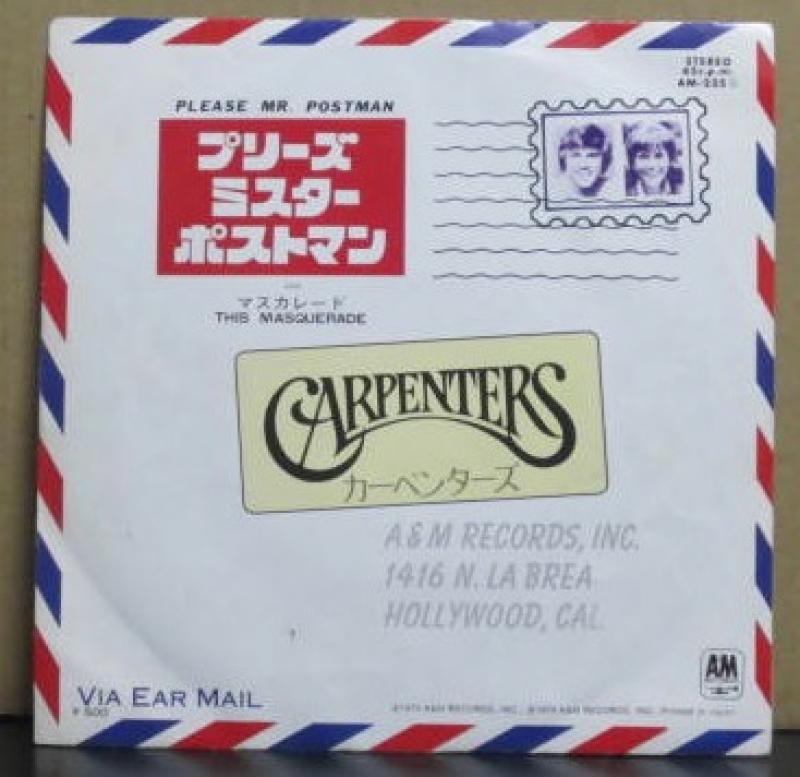 STEREO
45r.p.m.
PLEASE MR. POSTMAN
プリーズ
ミスター
ポストマン
マスカレード
THIS MASQUERADE
CARPENTERS
カーペンターズ
A & M RECORDS, INC.
1416 N. LA BREA
HOLLYWOOD, CAL.
AM
VIA EAR MAIL
¥500